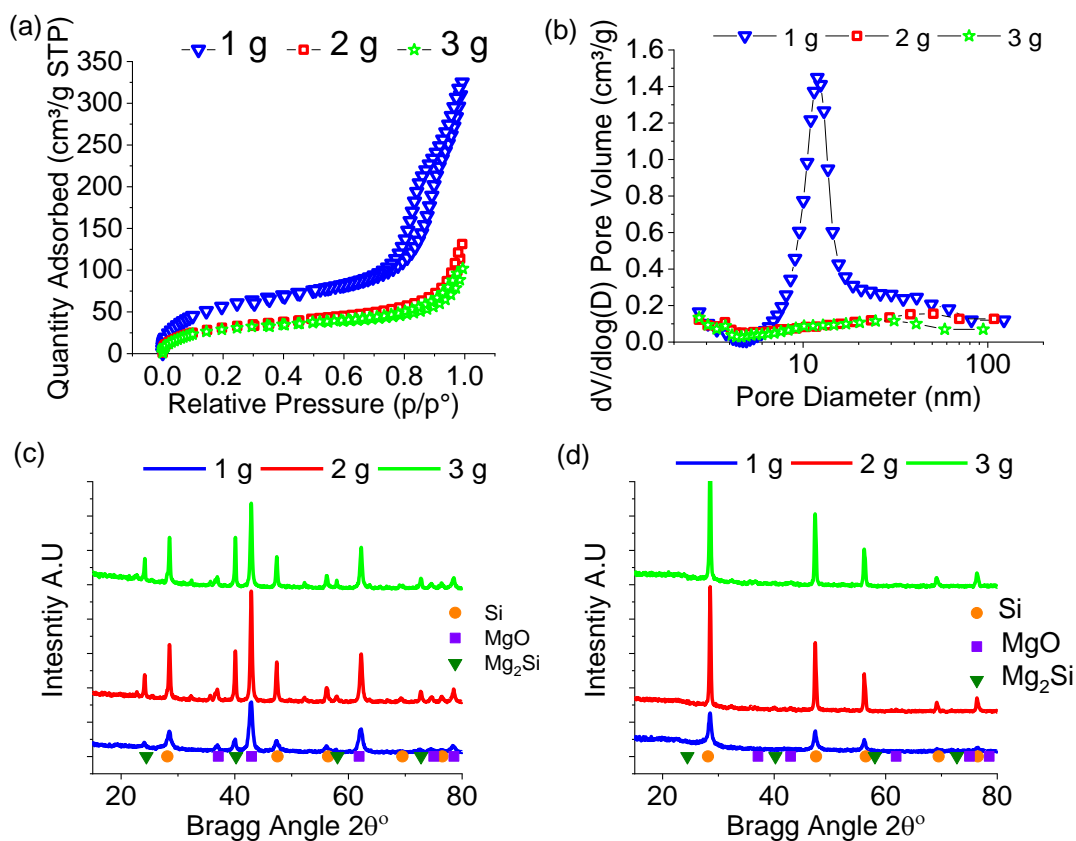 (a)
1 g 2 g 3 g
Quantity Adsorbed (cm³/g STP)
350
300
250
200
150
100
50
0
0.0 0.2 0.4 0.6 0.8 1.0
Relative Pressure (p/p°)
(b)
1 g 2 g 3 g
dV/dlog(D) Pore Volume (cm³/g)
1.6
1.4
1.2
1.0
0.8
0.6
0.4
0.2
0.0
10 100
Pore Diameter (nm)
(c)
1 g 2 g 3 g
Intesntiy A.U
Si
MgO
Mg₂Si
20 40 60 80
Bragg Angle 2θº
(d)
1 g 2 g 3 g
Intesntiy A.U
Si
MgO
Mg₂Si
20 40 60 80
Bragg Angle 2θº